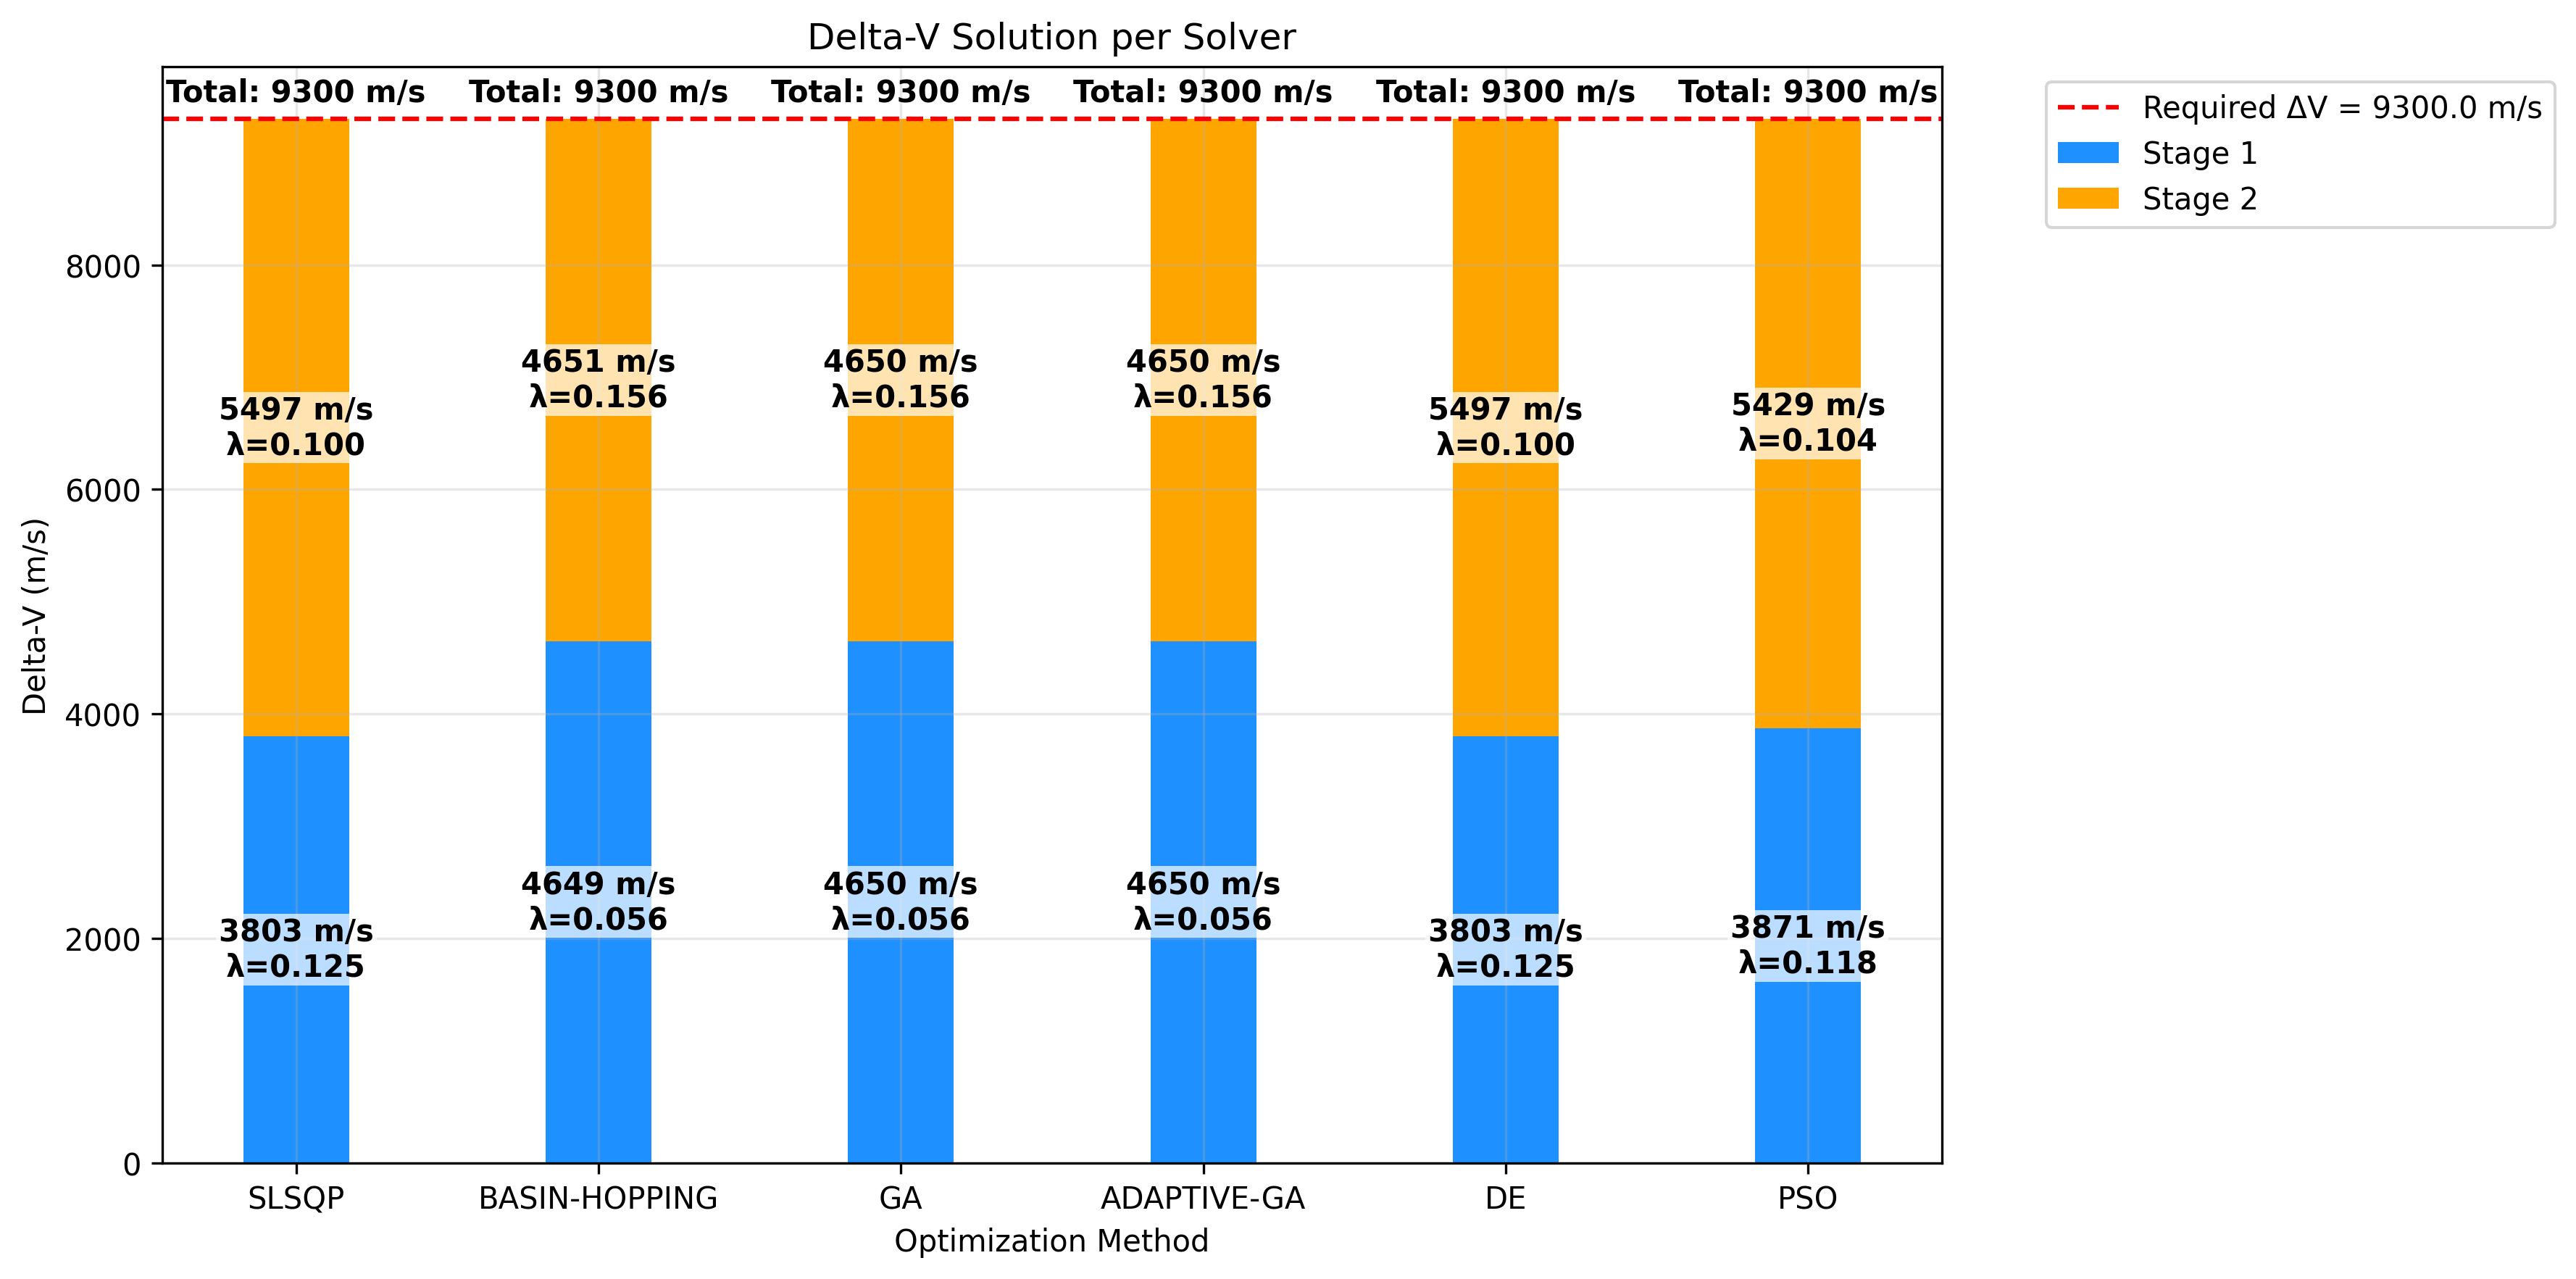 Delta-V Solution per Solver
Total: 9300 m/s Total: 9300 m/s Total: 9300 m/s Total: 9300 m/s Total: 9300 m/s Total: 9300 m/s
Required ΔV = 9300.0 m/s
Stage 1
Stage 2
Delta-V (m/s)
8000
6000
4000
2000
0
5497 m/s
λ=0.100
4651 m/s
λ=0.156
4650 m/s
λ=0.156
4650 m/s
λ=0.156
5497 m/s
λ=0.100
5429 m/s
λ=0.104
3803 m/s
λ=0.125
4649 m/s
λ=0.056
4650 m/s
λ=0.056
4650 m/s
λ=0.056
3803 m/s
λ=0.125
3871 m/s
λ=0.118
SLSQP BASIN-HOPPING GA ADAPTIVE-GA DE PSO
Optimization Method